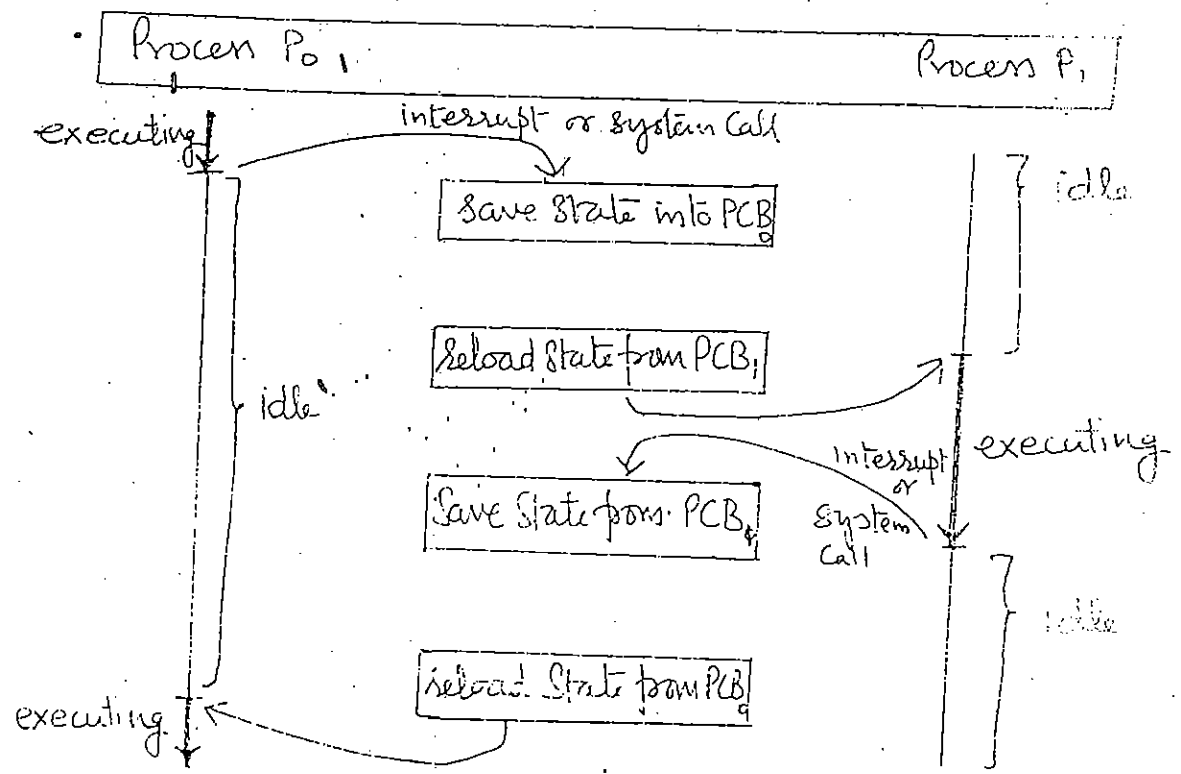 Process P0
Process P1
executing
interrupt or system Call
idle
Save State into PCB0
reload State from PCB1
idle
executing
interrupt
or
system
Call
Save State from PCB1
idle
reload State from PCB0
executing